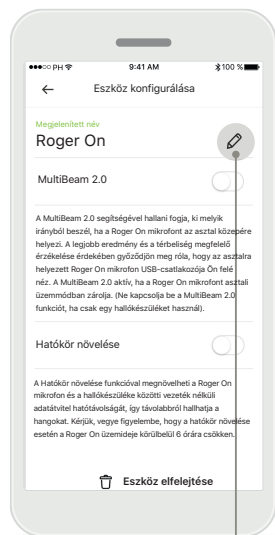 PH 9:41 AM 100 %
Eszköz konfigurálása
Megjelenített név
Roger On
MultiBeam 2.0
A MultiBeam 2.0 segítségével hallani fogja, ki melyik
irányból beszél, ha a Roger On mikrofont az asztal közepére
helyezi. A legjobb eredmény és a térbeliség megfelelő
érzékelése érdekében győződjön meg róla, hogy az asztalra
helyezett Roger On mikrofon USB-csatlakozója Ön felé
néz. A MultiBeam 2.0 aktív, ha a Roger On mikrofont asztali
üzemmódban zárolja. (Ne kapcsolja be a MultiBeam 2.0
funkciót, ha csak egy hallókészüléket használ).
Hatókör növelése
A Hatókör növelése funkcióval megnövelheti a Roger On
mikrofon és a hallókészüléke közötti vezeték nélküli
adatátvitel hatótávolságát, így távolabbról hallhatja a
hangokat. Kérjük, vegye figyelembe, hogy a hatókör növelése
esetén a Roger On üzemideje körülbelül 6 órára csökken.
Eszköz elfelejtése